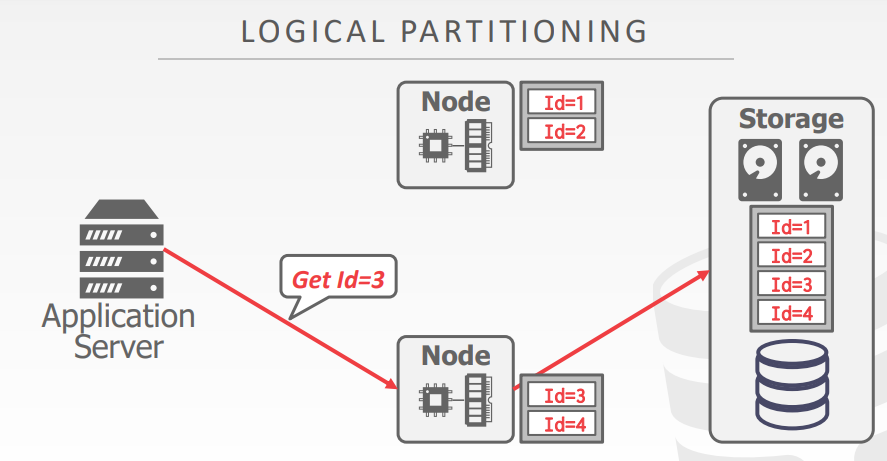 LOGICAL PARTITIONING
Node
Id=1
Id=2
Storage
Id=1
Id=2
Id=3
Id=4
Get Id=3
Application
Server
Node
Id=3
Id=4